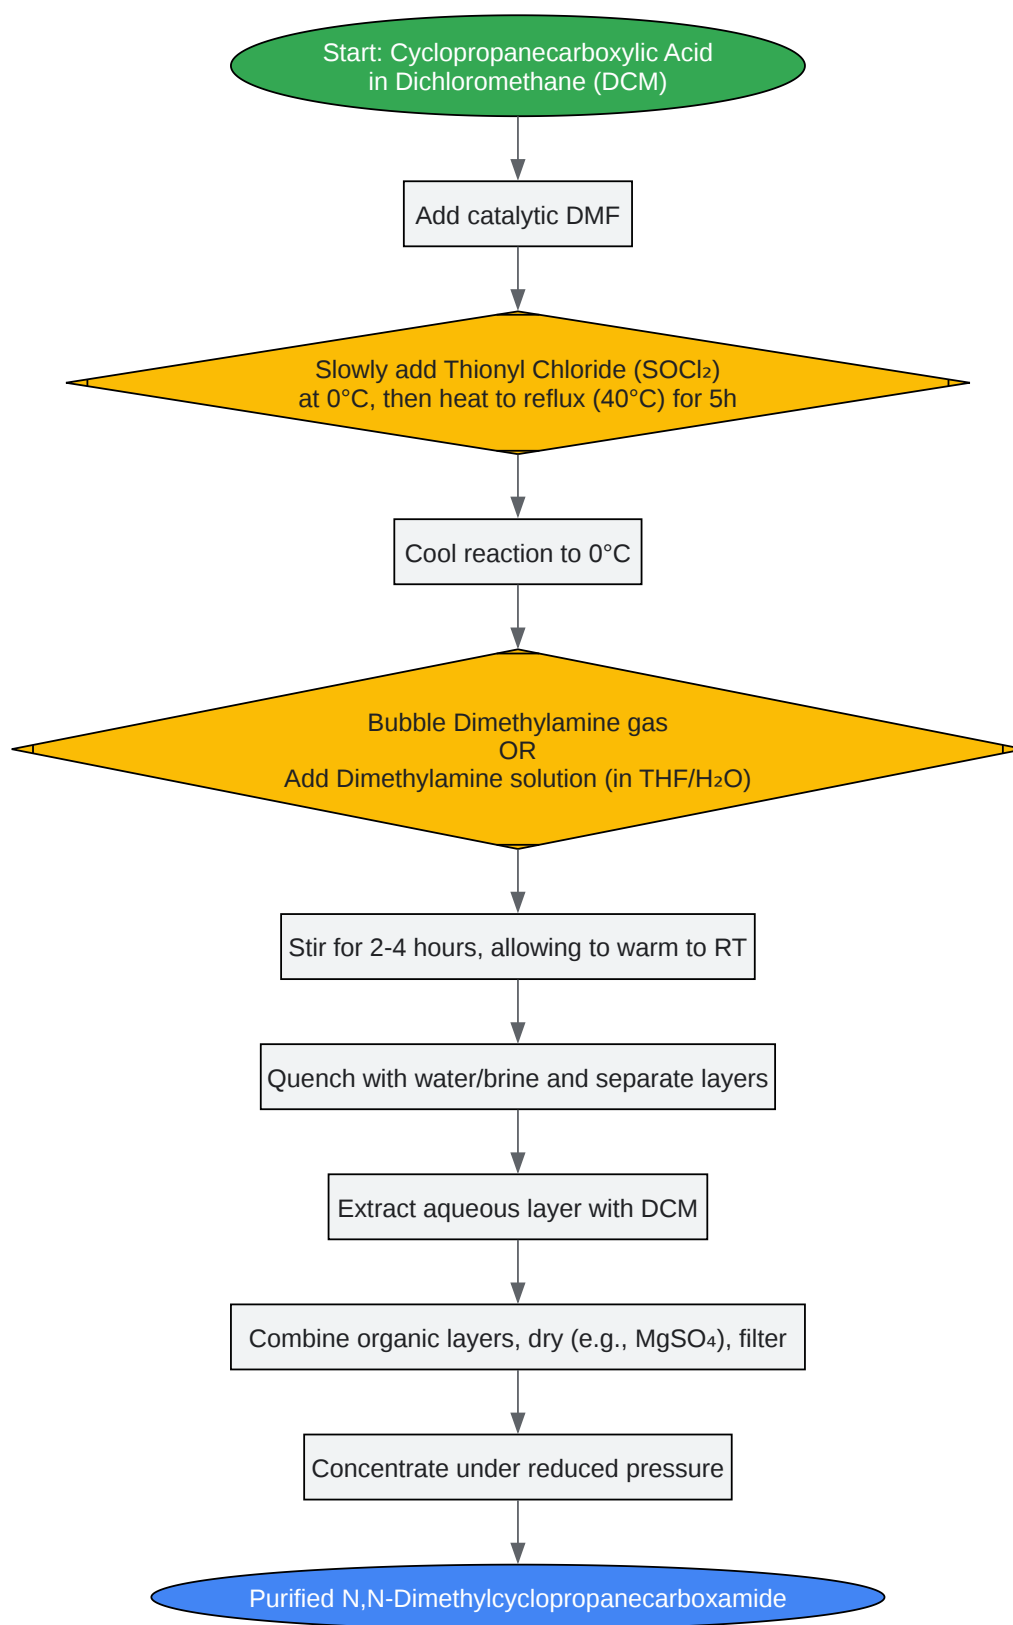 Start: Cyclopropanecarboxylic Acid
in Dichloromethane (DCM)
Add catalytic DMF
Slowly add Thionyl Chloride (SOCl₂)
at 0°C, then heat to reflux (40°C) for 5h
Cool reaction to 0°C
Bubble Dimethylamine gas
OR
Add Dimethylamine solution (in THF/H₂O)
Stir for 2-4 hours, allowing to warm to RT
Quench with water/brine and separate layers
Extract aqueous layer with DCM
Combine organic layers, dry (e.g., MgSO₄), filter
Concentrate under reduced pressure
Purified N,N-Dimethylcyclopropanecarboxamide